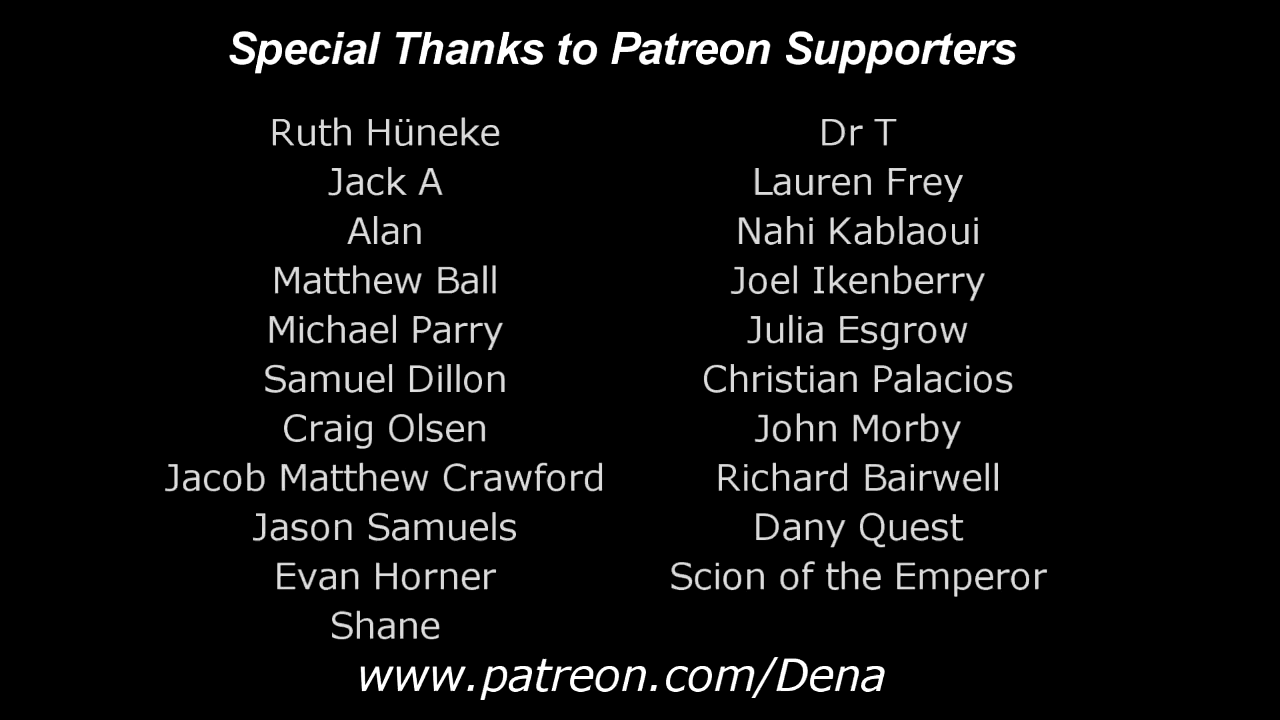 Special Thanks to Patreon Supporters
Ruth Hüneke
Jack A
Alan
Matthew Ball
Michael Parry
Samuel Dillon
Craig Olsen
Jacob Matthew Crawford
Jason Samuels
Evan Horner
Shane
Dr T
Lauren Frey
Nahi Kablaoui
Joel Ikenberry
Julia Esgrow
Christian Palacios
John Morby
Richard Bairwell
Dany Quest
Scion of the Emperor
www.patreon.com/Dena